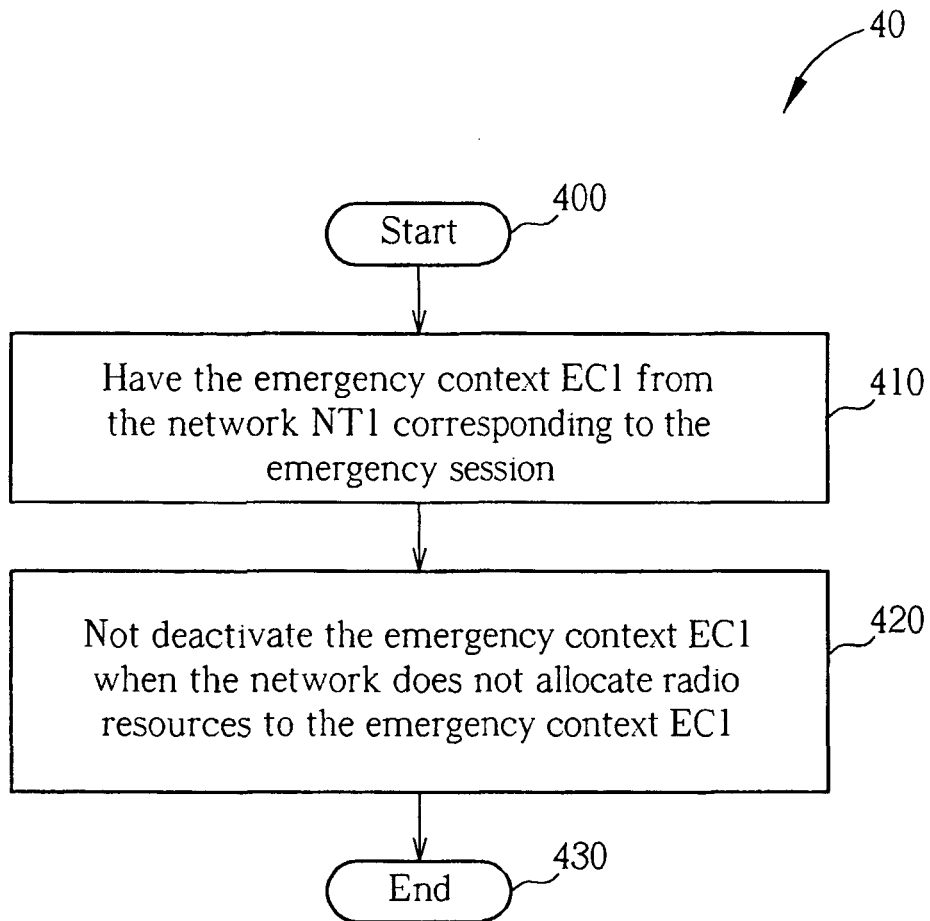 40
Start
400
Have the emergency context EC1 from
the network NT1 corresponding to the
emergency session
410
Not deactivate the emergency context EC1
when the network does not allocate radio
resources to the emergency context EC1
420
End
430